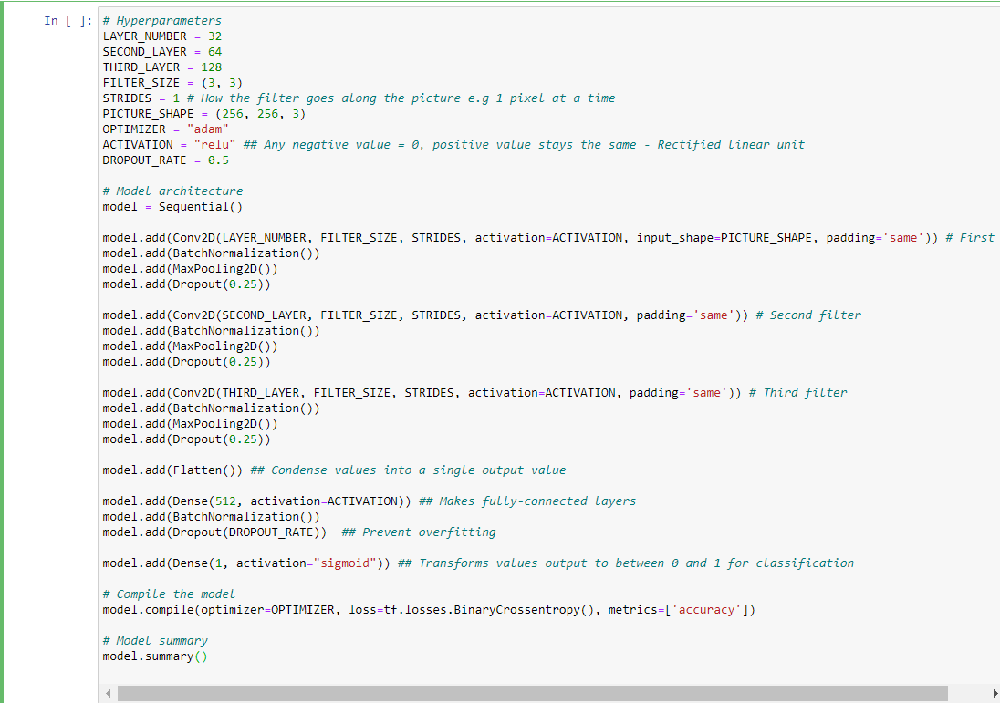 In [ ]:
# Hyperparameters
LAYER_NUMBER = 32
SECOND_LAYER = 64
THIRD_LAYER = 128
FILTER_SIZE = (3, 3)
STRIDES = 1 # How the filter goes along the picture e.g 1 pixel at a time
PICTURE_SHAPE = (256, 256, 3)
OPTIMIZER = "adam"
ACTIVATION = "relu" ## Any negative value = 0, positive value stays the same - Rectified linear unit
DROPOUT_RATE = 0.5
# Model architecture
model = Sequential()
model.add(Conv2D(LAYER_NUMBER, FILTER_SIZE, STRIDES, activation=ACTIVATION, input_shape=PICTURE_SHAPE, padding='same')) # First
model.add(BatchNormalization())
model.add(MaxPooling2D())
model.add(Dropout(0.25))
model.add(Conv2D(SECOND_LAYER, FILTER_SIZE, STRIDES, activation=ACTIVATION, padding='same')) # Second filter
model.add(BatchNormalization())
model.add(MaxPooling2D())
model.add(Dropout(0.25))
model.add(Conv2D(THIRD_LAYER, FILTER_SIZE, STRIDES, activation=ACTIVATION, padding='same')) # Third filter
model.add(BatchNormalization())
model.add(MaxPooling2D())
model.add(Dropout(0.25))
model.add(Flatten()) ## Condense values into a single output value
model.add(Dense(512, activation=ACTIVATION)) ## Makes fully-connected layers
model.add(BatchNormalization())
model.add(Dropout(DROPOUT_RATE))  ## Prevent overfitting
model.add(Dense(1, activation="sigmoid")) ## Transforms values output to between 0 and 1 for classification
# Compile the model
model.compile(optimizer=OPTIMIZER, loss=tf.losses.BinaryCrossentropy(), metrics=['accuracy'])
# Model summary
model.summary()